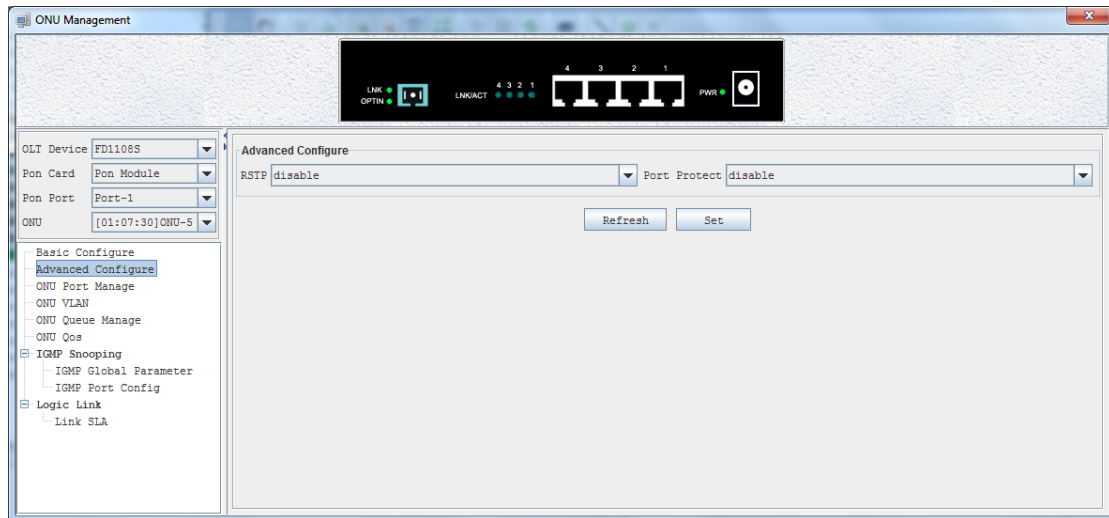 ONU Management
4 3 2 1
LNK
OPTIN
LNK/ACT 4 3 2 1
PWR
OLT Device FD1108S
Pon Card Pon Module
Pon Port Port-1
ONU [01:07:30]ONU-5
Basic Configure
Advanced Configure
ONU Port Manage
ONU VLAN
ONU Queue Manage
ONU Qos
IGMP Snooping
IGMP Global Parameter
IGMP Port Config
Logic Link
Link SLA
Advanced Configure
RSTP disable Port Protect disable
Refresh Set